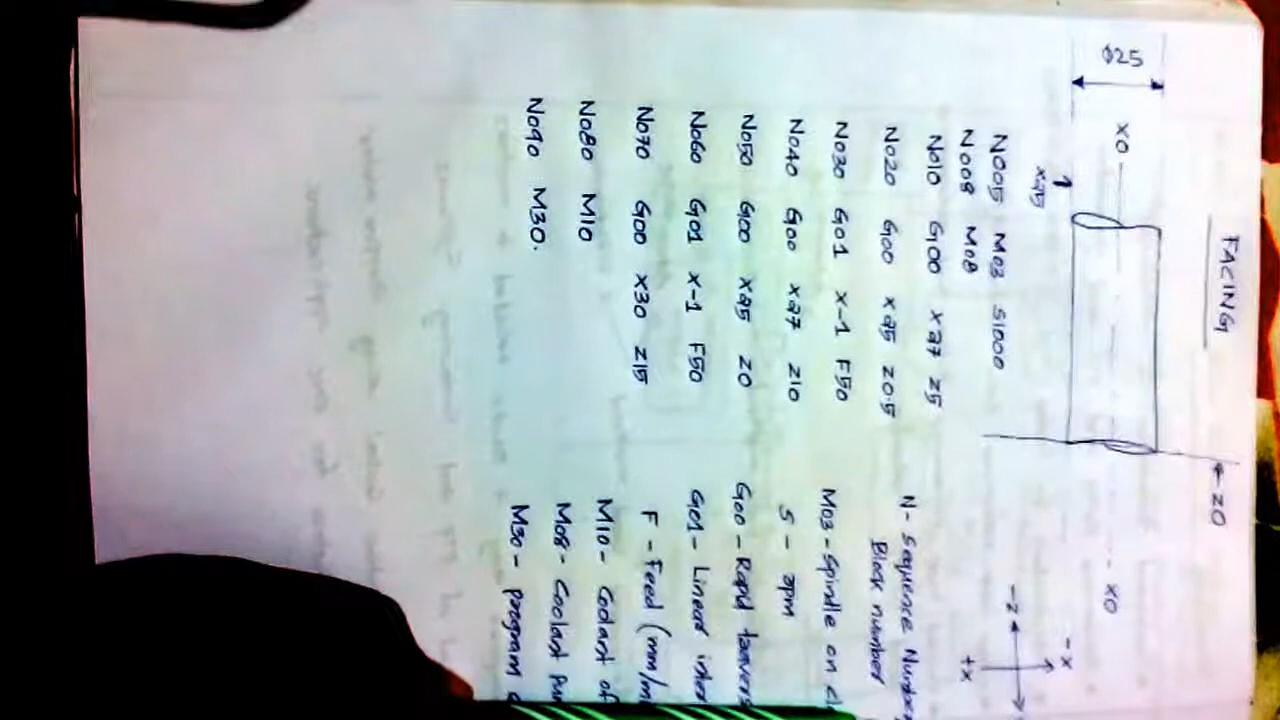 FACING
← Z0
Φ25
X0
X0
X25
-X
-Z
+X
N005 M03 S1000
N008 M08
N010 G00 X27 Z5
N020 G00 X25 Z0.5
N030 G01 X-1 F50
N040 G00 X27 Z10
N050 G00 X25 Z0
N060 G01 X-1 F50
N070 G00 X30 Z15
N080 M10
N090 M30.
N- Sequence Number
Block number
M03 - Spindle on
S - rpm
G00 - Rapid
G01 - Linear
F - Feed (mm/
M10 - Coolant
M08 - Coolant
M30 - Program